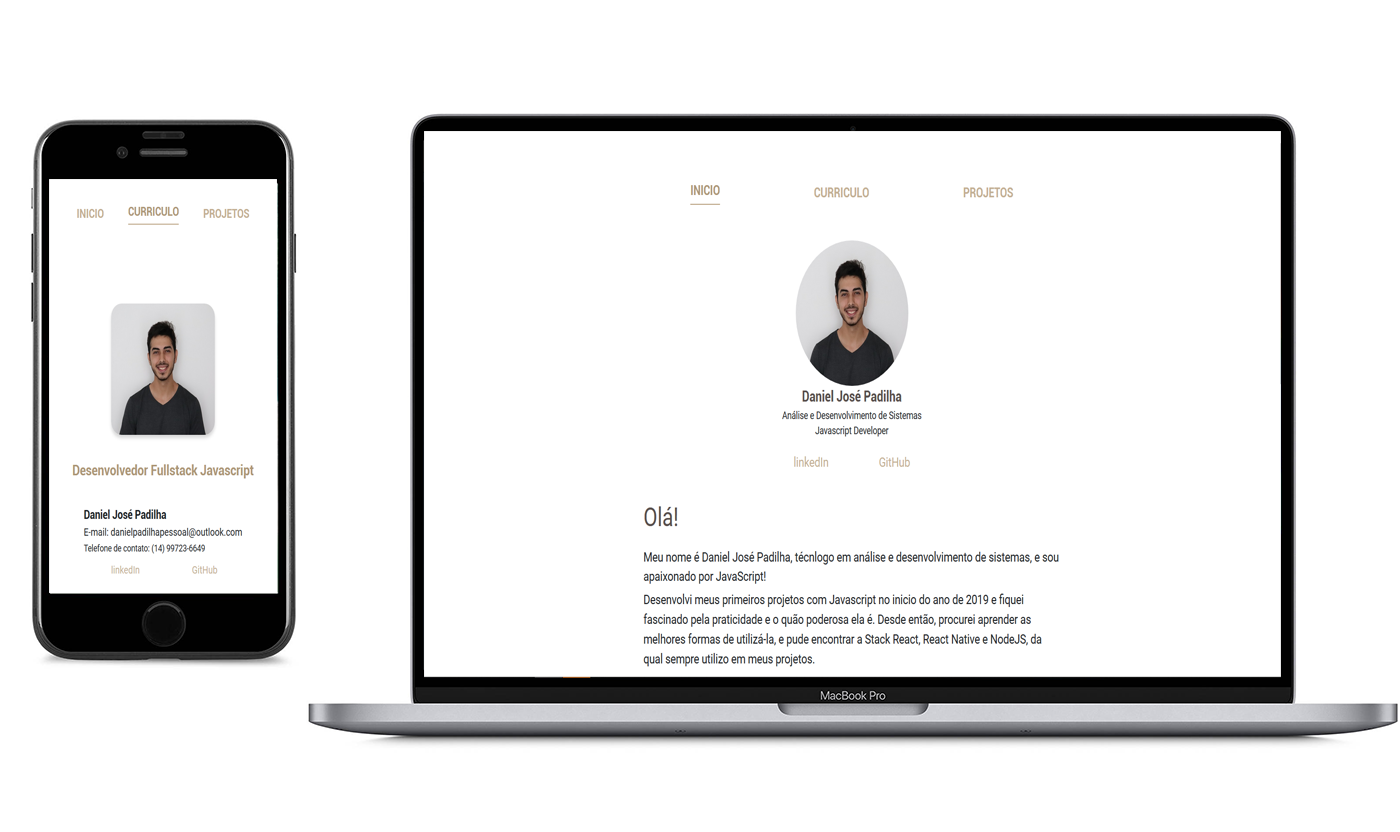 INICIO CURRICULO PROJETOS
Desenvolvedor Fullstack Javascript
Daniel José Padilha
E-mail: danielpadilhapessoal@outlook.com
Telefone de contato: (14) 99723-6649
linkedIn GitHub
INICIO CURRICULO PROJETOS
Daniel José Padilha
Análise e Desenvolvimento de Sistemas
Javascript Developer
linkedIn GitHub
Olá!
Meu nome é Daniel José Padilha, técnlogo em análise e desenvolvimento de sistemas, e sou
apaixonado por JavaScript!
Desenvolvi meus primeiros projetos com Javascript no inicio do ano de 2019 e fiquei
fascinado pela praticidade e o quão poderosa ela é. Desde então, procurei aprender as
melhores formas de utilizá-la, e pude encontrar a Stack React, React Native e NodeJS, da
qual sempre utilizo em meus projetos.
MacBook Pro